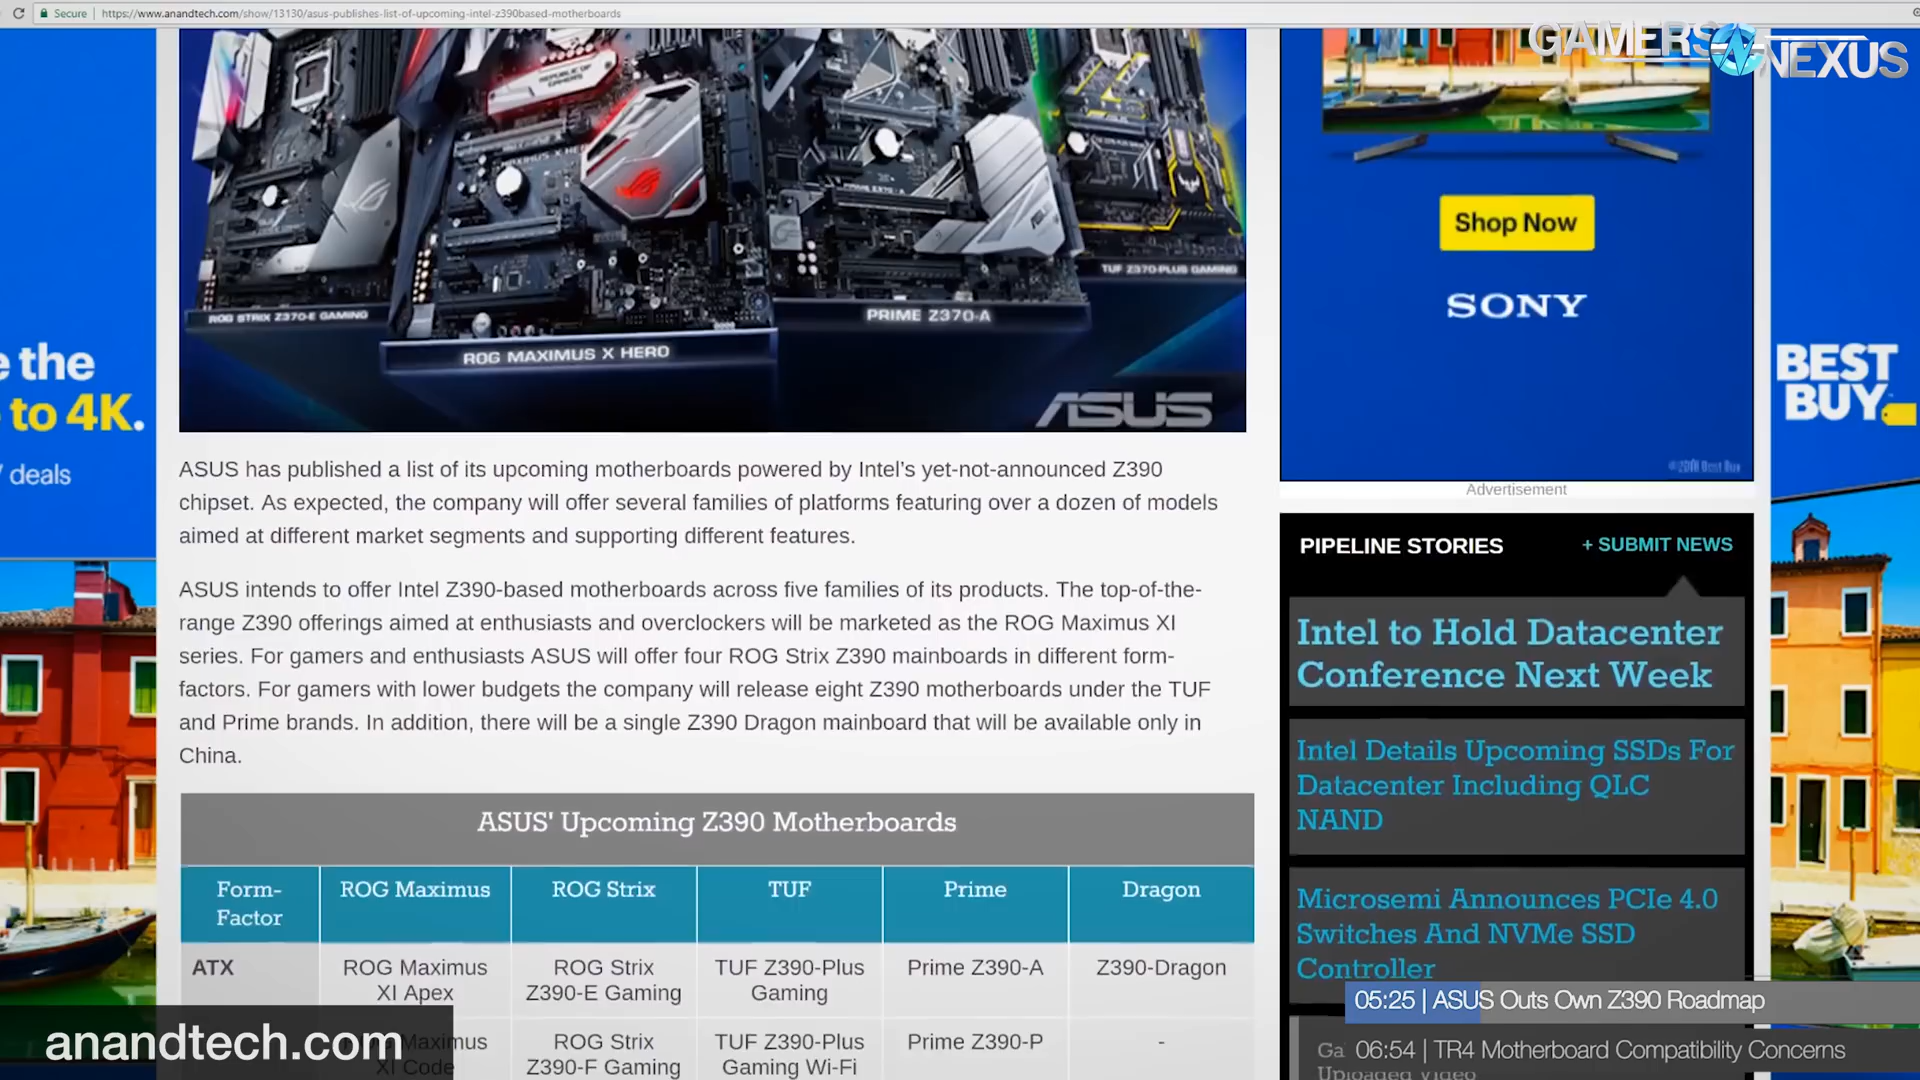 Secure | https://www.anandtech.com/show/13130/asus-publishes-list-of-upcoming-intel-z390based-motherboards
GAMERS NEXUS
REPUBLIC OF
GAMERS
ROG STRIX Z370-E GAMING
ROG MAXIMUS X HERO
PRIME Z370-A
TUF Z370-PLUS GAMING
ASUS
e the
to 4K.
deals
Shop Now
SONY
BEST
BUY
©2018 Best Buy
Advertisement
ASUS has published a list of its upcoming motherboards powered by Intel's yet-not-announced Z390
chipset. As expected, the company will offer several families of platforms featuring over a dozen of models
aimed at different market segments and supporting different features.
ASUS intends to offer Intel Z390-based motherboards across five families of its products. The top-of-the-
range Z390 offerings aimed at enthusiasts and overclockers will be marketed as the ROG Maximus XI
series. For gamers and enthusiasts ASUS will offer four ROG Strix Z390 mainboards in different form-
factors. For gamers with lower budgets the company will release eight Z390 motherboards under the TUF
and Prime brands. In addition, there will be a single Z390 Dragon mainboard that will be available only in
China.
ASUS' Upcoming Z390 Motherboards
Form-
Factor
ROG Maximus
ROG Strix
TUF
Prime
Dragon
ATX
ROG Maximus
XI Apex
ROG Strix
Z390-E Gaming
TUF Z390-Plus
Gaming
Prime Z390-A
Z390-Dragon
ROG Maximus
XI Code
ROG Strix
Z390-F Gaming
TUF Z390-Plus
Gaming Wi-Fi
Prime Z390-P
-
PIPELINE STORIES
+ SUBMIT NEWS
Intel to Hold Datacenter
Conference Next Week
Intel Details Upcoming SSDs For
Datacenter Including QLC
NAND
Microsemi Announces PCIe 4.0
Switches And NVMe SSD
Controller
05:25 | ASUS Outs Own Z390 Roadmap
Ga
06:54 | TR4 Motherboard Compatibility Concerns
Uploaded Video
anandtech.com